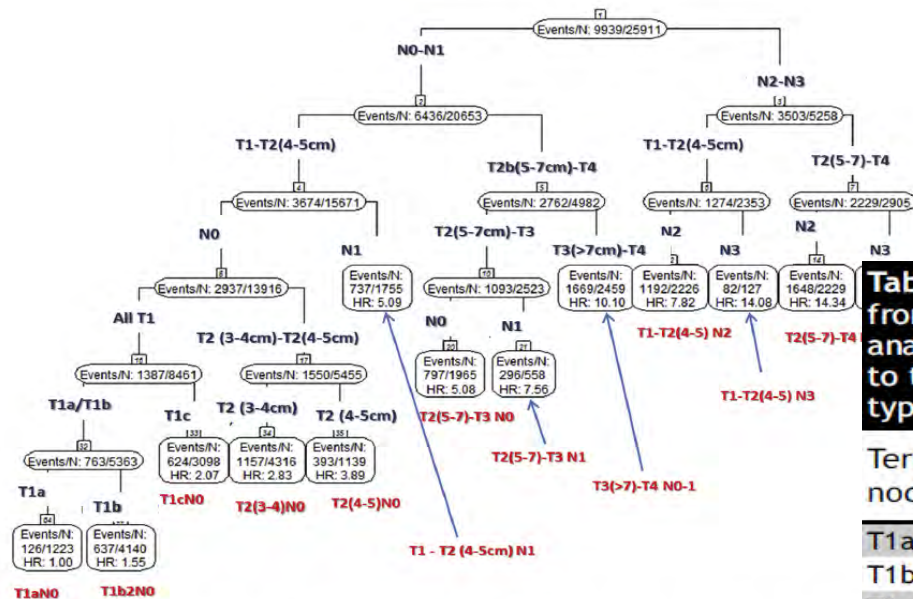 1
Events/N: 9939/25911
N0-N1
N2-N3
2
Events/N: 6436/20653
3
Events/N: 3503/5258
T1-T2(4-5cm)
T2b(5-7cm)-T4
T1-T2(4-5cm)
T2(5-7)-T4
4
Events/N: 3674/15671
5
Events/N: 2762/4982
6
Events/N: 1274/2353
7
Events/N: 2229/2905
N0
N1
T2(5-7cm)-T3
T3(>7cm)-T4
N2
N3
N2
N3
Events/N: 2937/13916
Events/N:
737/1755
HR: 5.09
10
Events/N: 1093/2523
Events/N:
1669/2459
HR: 10.10
Events/N:
1192/2226
HR: 7.82
Events/N:
82/127
HR: 14.08
14
Events/N:
1648/2229
HR: 14.34
T1-T2(4-5) N2
T2(5-7)-T4
All T1
T2 (3-4cm)-T2(4-5cm)
N0
N1
16
Events/N: 1387/8461
17
Events/N: 1550/5455
20
Events/N:
797/1965
HR: 5.08
21
Events/N:
296/558
HR: 7.56
T1-T2(4-5) N3
T2(5-7)-T3 N0
T1a/T1b
T1c
T2 (3-4cm)
T2 (4-5cm)
32
Events/N: 763/5363
33
Events/N:
624/3098
HR: 2.07
34
Events/N:
1157/4316
HR: 2.83
35
Events/N:
393/1139
HR: 3.89
T2(5-7)-T3 N1
T3(>7)-T4 N0-1
T1cN0
T2(3-4)N0
T2(4-5)N0
T1a
T1b
64
Events/N:
126/1223
HR: 1.00
Events/N:
637/4140
HR: 1.55
T1 - T2 (4-5cm) N1
T1aN0
T1b2N0
Tab
from
ana
to t
typ
Ter
noc
T1a
T1b